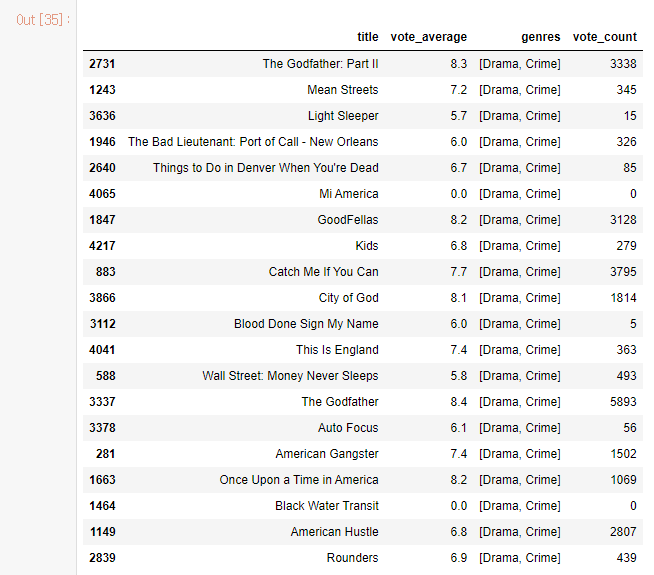 Out [35]:
title vote_average genres vote_count
2731 The Godfather: Part II 8.3 [Drama, Crime] 3338
1243 Mean Streets 7.2 [Drama, Crime] 345
3636 Light Sleeper 5.7 [Drama, Crime] 15
1946 The Bad Lieutenant: Port of Call - New Orleans 6.0 [Drama, Crime] 326
2640 Things to Do in Denver When You're Dead 6.7 [Drama, Crime] 85
4065 Mi America 0.0 [Drama, Crime] 0
1847 GoodFellas 8.2 [Drama, Crime] 3128
4217 Kids 6.8 [Drama, Crime] 279
883 Catch Me If You Can 7.7 [Drama, Crime] 3795
3866 City of God 8.1 [Drama, Crime] 1814
3112 Blood Done Sign My Name 6.0 [Drama, Crime] 5
4041 This Is England 7.4 [Drama, Crime] 363
588 Wall Street: Money Never Sleeps 5.8 [Drama, Crime] 493
3337 The Godfather 8.4 [Drama, Crime] 5893
3378 Auto Focus 6.1 [Drama, Crime] 56
281 American Gangster 7.4 [Drama, Crime] 1502
1663 Once Upon a Time in America 8.2 [Drama, Crime] 1069
1464 Black Water Transit 0.0 [Drama, Crime] 0
1149 American Hustle 6.8 [Drama, Crime] 2807
2839 Rounders 6.9 [Drama, Crime] 439